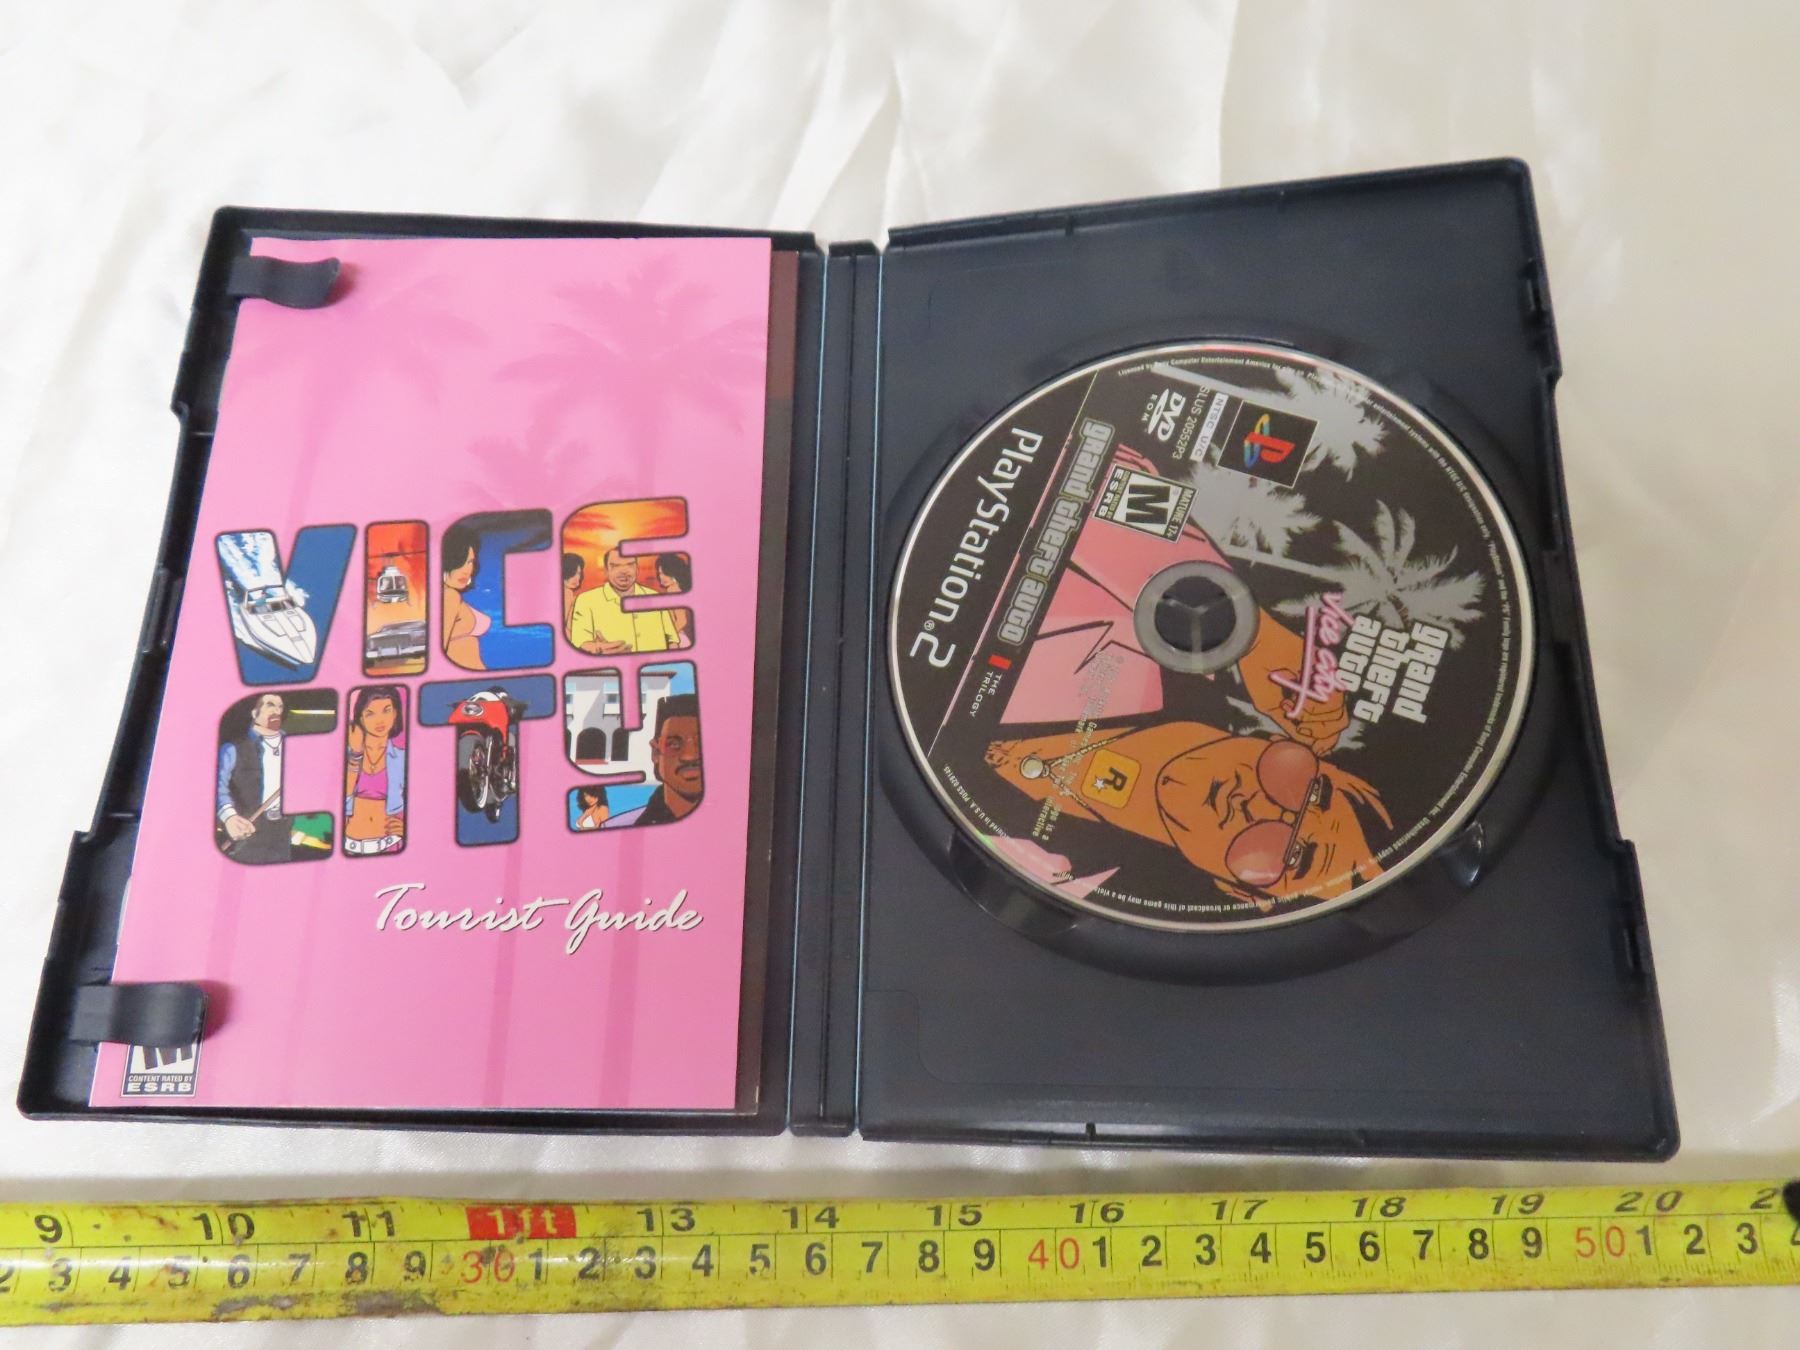 VICE
CITY
Tourist Guide
M
CONTENT RATED BY
ESRB
PlayStation®2
grand theft auto
THE
TRILOGY
MATURE 17+
M
ESRB
SLUS 20552P3
NTSC U/C
DVD
ROM
grand
theft
auto
Vice City
R
9 10 11 1ft 13 14 15 16 17 18 19 20
3 4 5 6 7 8 9 30 1 2 3 4 5 6 7 8 9 40 1 2 3 4 5 6 7 8 9 50 1 2 3